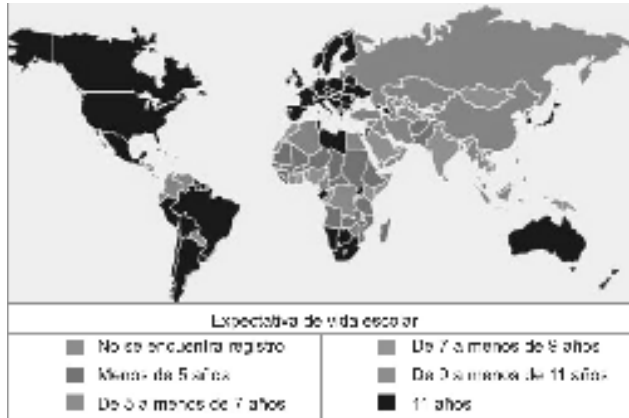 Expectativa de vida escolar
No se encuentra registro
Menos de 5 años
De 5 a menos de 7 años
De 7 a menos de 9 años
De 9 a menos de 11 años
11 años